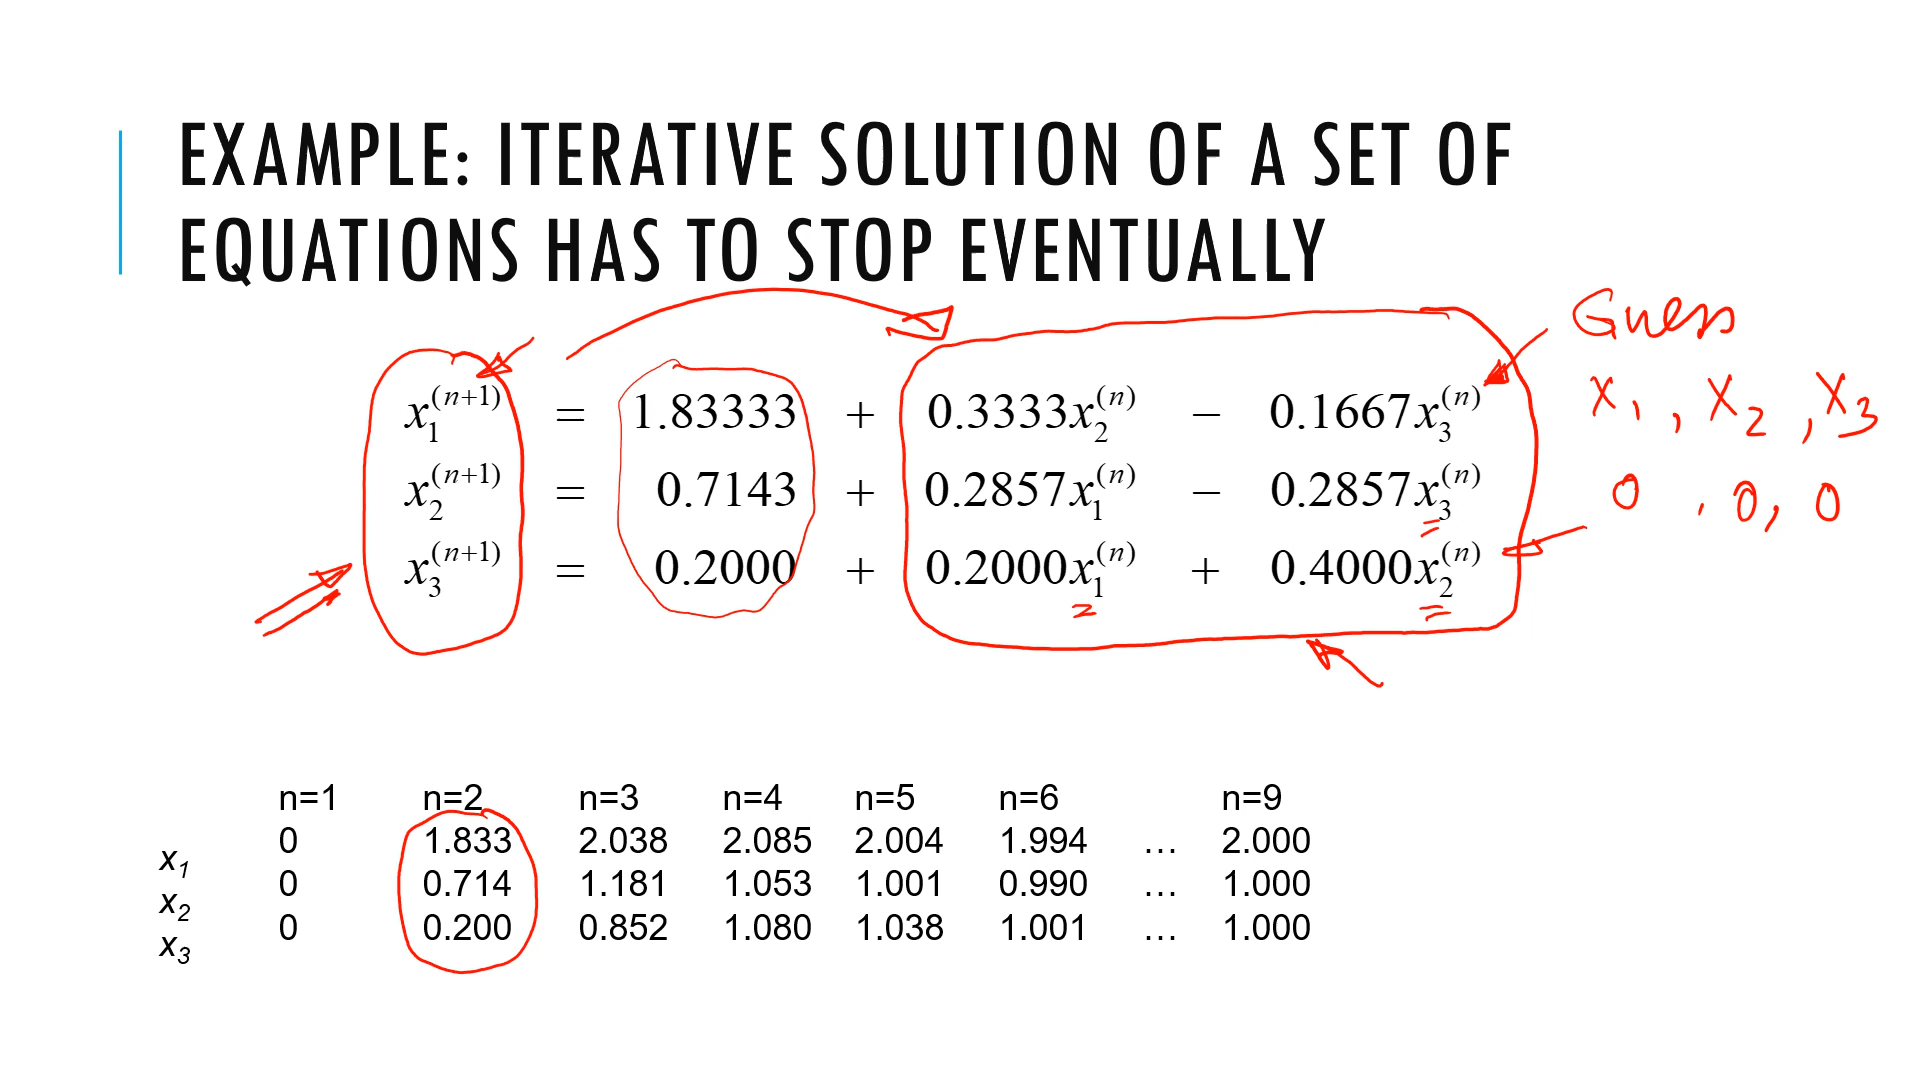 EXAMPLE: ITERATIVE SOLUTION OF A SET OF
EQUATIONS HAS TO STOP EVENTUALLY
Guess
x₁, x₂, x₃
0, 0, 0
x₁⁽ⁿ⁺¹⁾ = 1.83333 + 0.3333x₂⁽ⁿ⁾ − 0.1667x₃⁽ⁿ⁾
x₂⁽ⁿ⁺¹⁾ = 0.7143 + 0.2857x₁⁽ⁿ⁾ − 0.2857x₃⁽ⁿ⁾
x₃⁽ⁿ⁺¹⁾ = 0.2000 + 0.2000x₁⁽ⁿ⁾ + 0.4000x₂⁽ⁿ⁾
n=1 n=2 n=3 n=4 n=5 n=6 n=9
x₁ 0 1.833 2.038 2.085 2.004 1.994 … 2.000
x₂ 0 0.714 1.181 1.053 1.001 0.990 … 1.000
x₃ 0 0.200 0.852 1.080 1.038 1.001 … 1.000